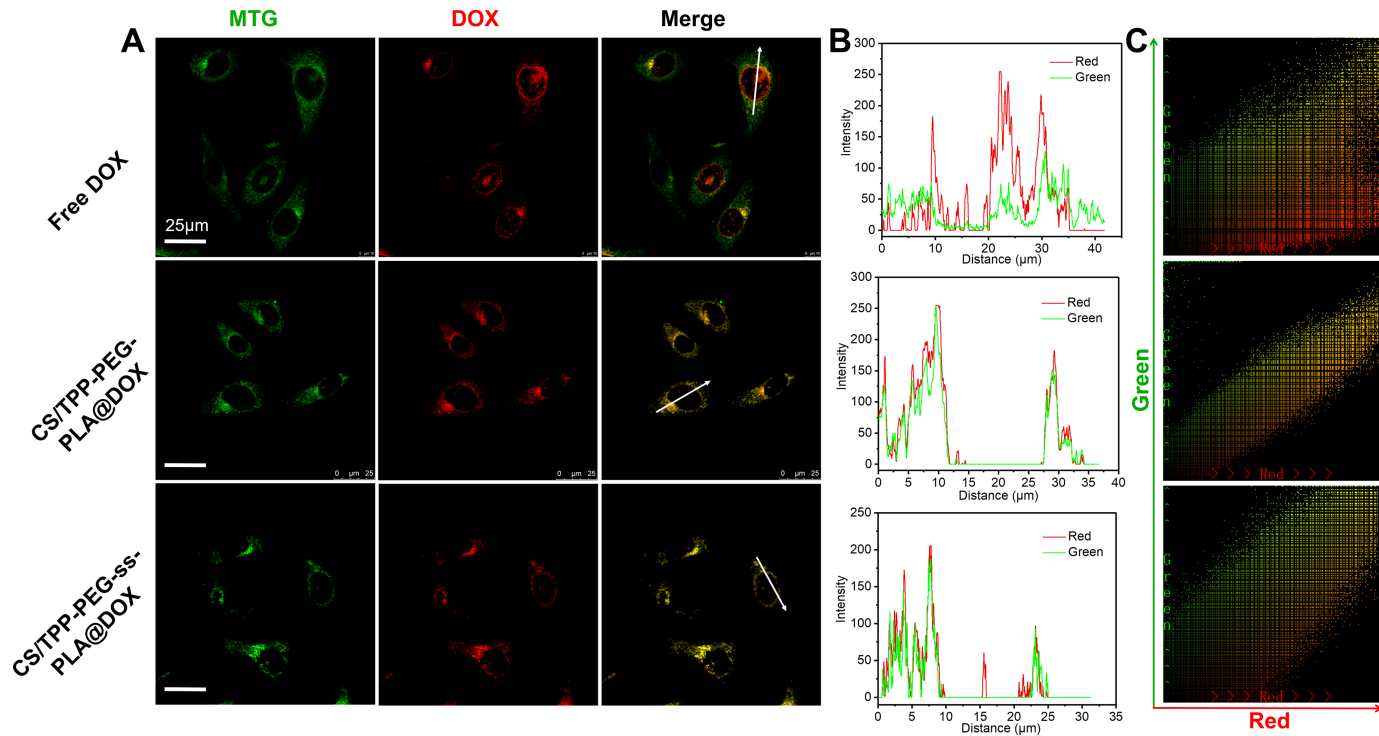 MTG
DOX
Merge
A
B
C
Free DOX
25μm
CS/TPP-PEG-
PLA@DOX
0 μm 25
0 μm 25
0 μm 25
CS/TPP-PEG-ss-
PLA@DOX
300
250
200
150
100
50
0
Intensity
Red
Green
0 10 20 30 40
Distance (μm)
300
250
200
150
100
50
0
Intensity
Red
Green
0 5 10 15 20 25 30 35 40
Distance (μm)
250
200
150
100
50
0
Intensity
Red
Green
0 5 10 15 20 25 30 35
Distance (μm)
Green
Green
> > > Red > > >
Green
> > > Red > > >
Green
> > > Red > > >
Red